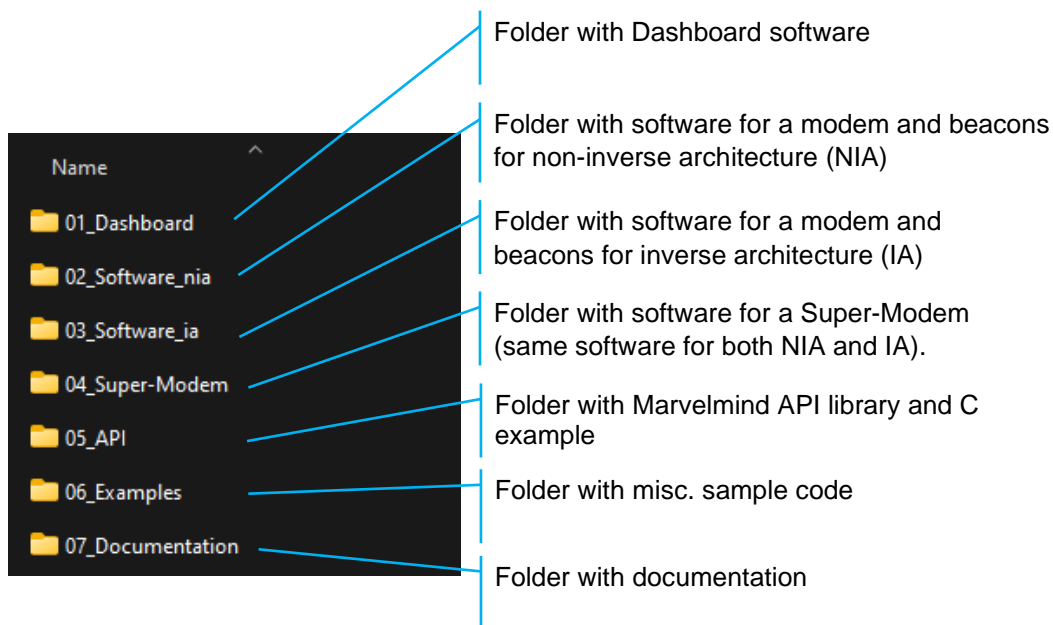 Folder with Dashboard software
Folder with software for a modem and beacons
for non-inverse architecture (NIA)
Folder with software for a modem and
beacons for inverse architecture (IA)
Folder with software for a Super-Modem
(same software for both NIA and IA).
Folder with Marvelmind API library and C
example
Folder with misc. sample code
Folder with documentation
Name
01_Dashboard
02_Software_nia
03_Software_ia
04_Super-Modem
05_API
06_Examples
07_Documentation